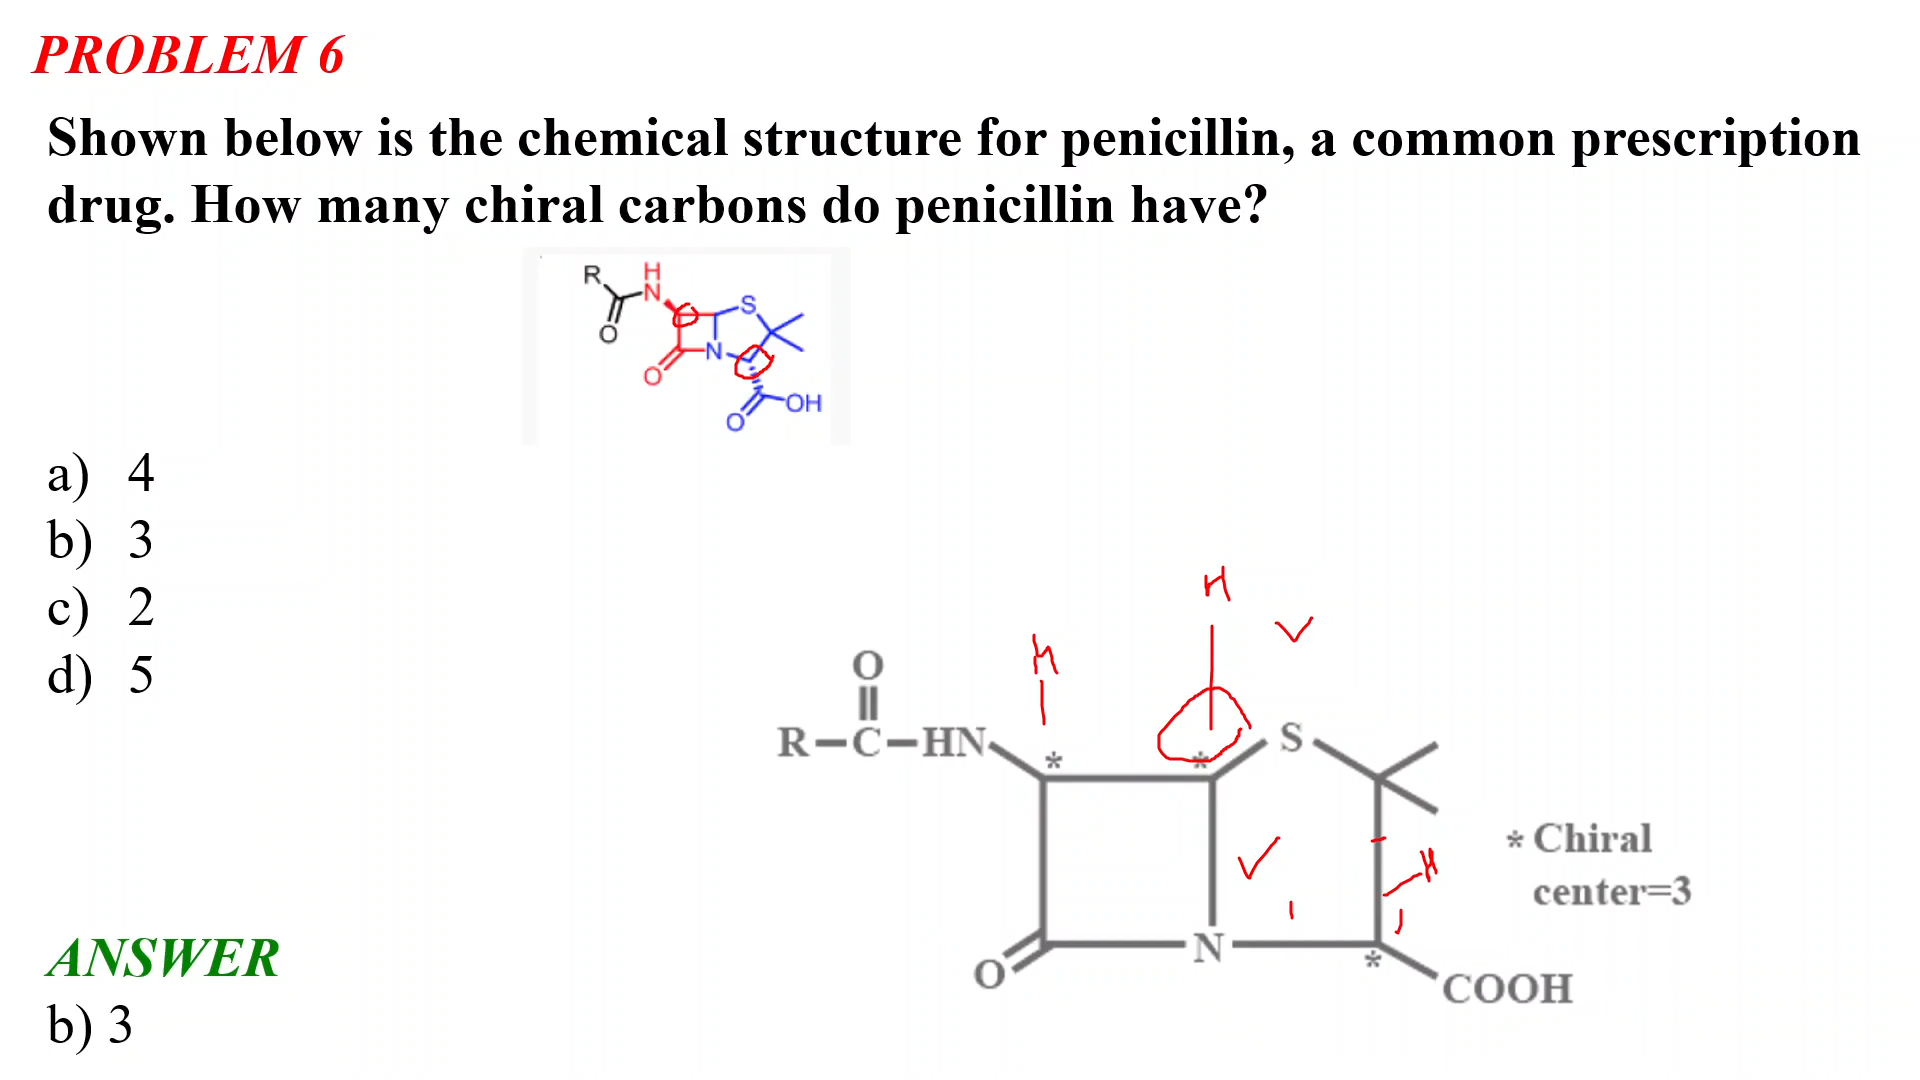 PROBLEM 6
Shown below is the chemical structure for penicillin, a common prescription
drug. How many chiral carbons do penicillin have?
R
H
N
S
O
N
O
OH
O
a) 4
b) 3
c) 2
d) 5
H
H
O
R C HN
* *
S
* Chiral
center=3
H
O
N
*
COOH
ANSWER
b) 3